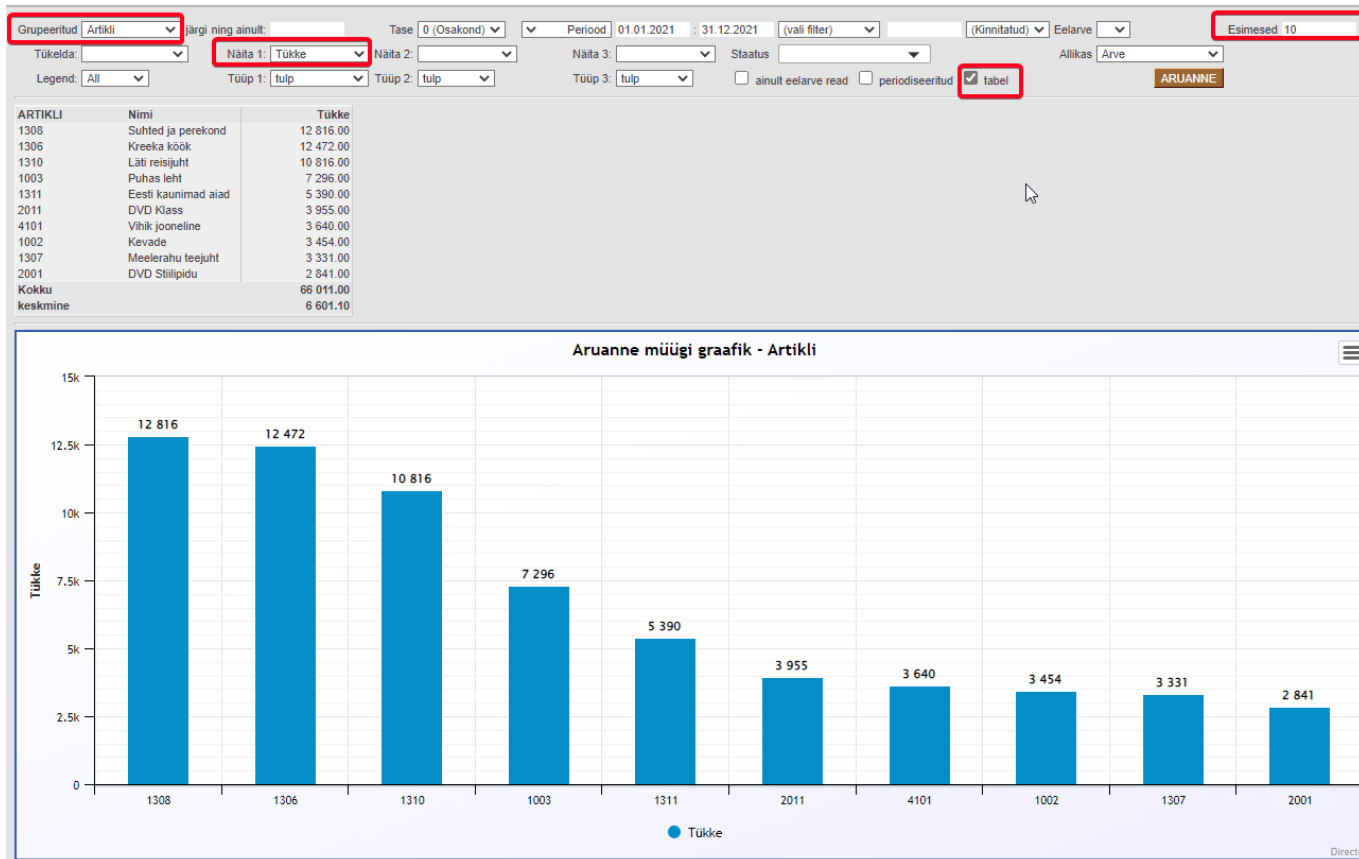 Grupeeritud Artikli järgi ning ainult: Tase 0 (Osakond) Periood 01.01.2021 : 31.12.2021 (vali filter) (Kinnitatud) Eelarve Esimesed 10
Tükelda: Näita 1: Tükke Näita 2: Näita 3: Staatus Allikas Arve
Legend: All Tüüp 1: tulp Tüüp 2: tulp Tüüp 3: tulp ainult eelarve read periodiseeritud tabel ARUANNE
ARTIKLI Nimi Tükke
1308 Suhted ja perekond 12 816.00
1306 Kreeka köök 12 472.00
1310 Läti reisijuht 10 816.00
1003 Puhas leht 7 296.00
1311 Eesti kaunimad aiad 5 390.00
2011 DVD Klass 3 955.00
4101 Vihik jooneline 3 640.00
1002 Kevade 3 454.00
1307 Meelerahu teejuht 3 331.00
2001 DVD Stiilipidu 2 841.00
Kokku 66 011.00
keskmine 6 601.10
Aruanne müügi graafik - Artikli
15k
12.5k
10k
7.5k
5k
2.5k
0
Tükke
12 816
12 472
10 816
7 296
5 390
3 955
3 640
3 454
3 331
2 841
1308 1306 1310 1003 1311 2011 4101 1002 1307 2001
Tükke